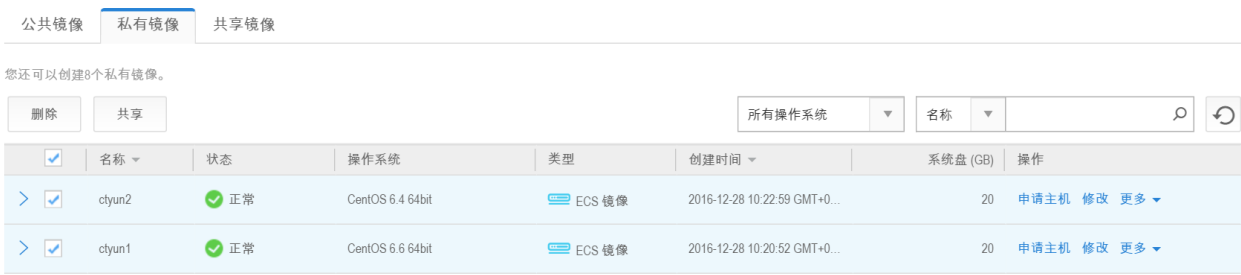 公共镜像 私有镜像 共享镜像
您还可以创建8个私有镜像。
删除 共享 所有操作系统 名称
名称 状态 操作系统 类型 创建时间 系统盘 (GB) 操作
ctyun2 正常 CentOS 6.4 64bit ECS 镜像 2016-12-28 10:22:59 GMT+0... 20 申请主机 修改 更多
ctyun1 正常 CentOS 6.6 64bit ECS 镜像 2016-12-28 10:20:52 GMT+0... 20 申请主机 修改 更多